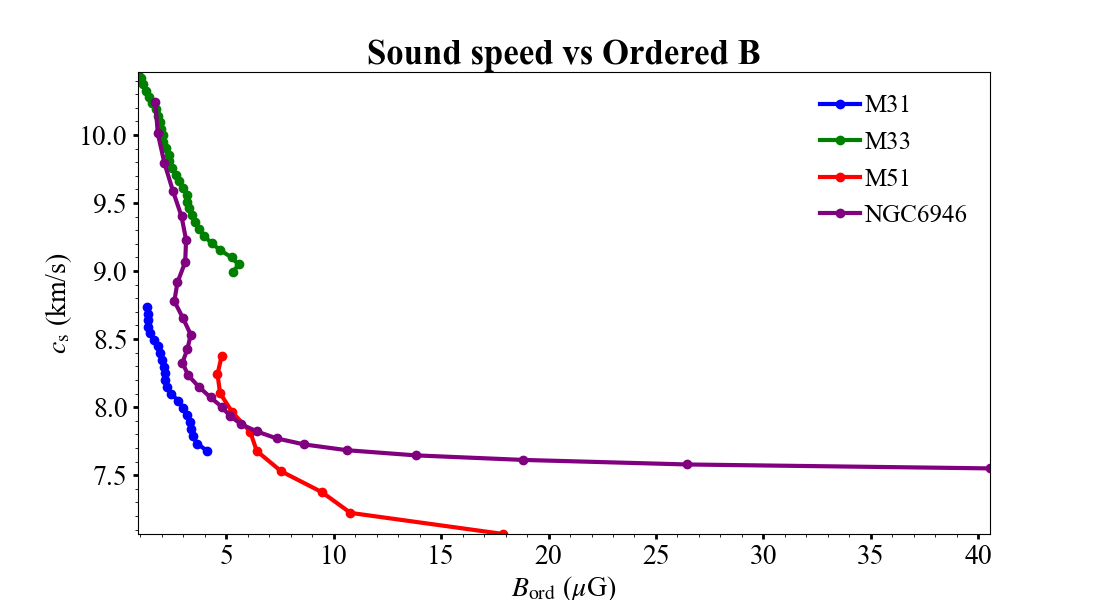 Sound speed vs Ordered B
M31
M33
M51
NGC6946
10.0
9.5
9.0
8.5
8.0
7.5
c_s (km/s)
5 10 15 20 25 30 35 40
B_ord (μG)